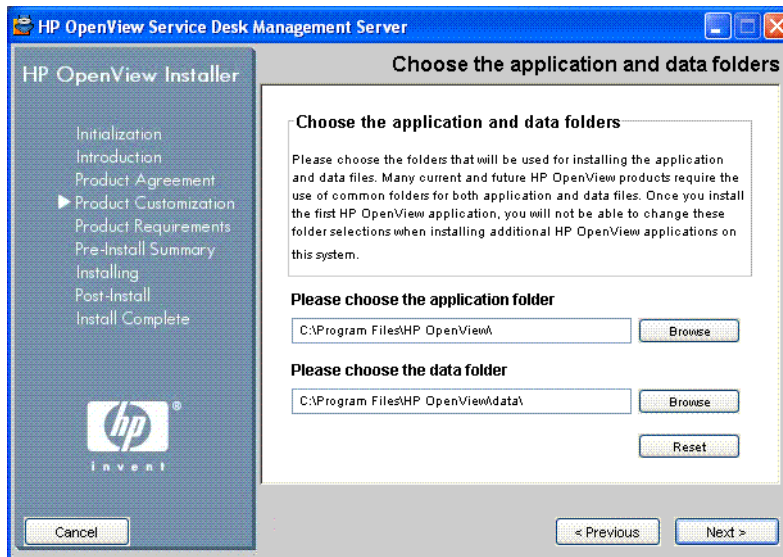 HP OpenView Service Desk Management Server
HP OpenView Installer
Choose the application and data folders
Initialization
Introduction
Product Agreement
Product Customization
Product Requirements
Pre-Install Summary
Installing
Post-Install
Install Complete
Choose the application and data folders
Please choose the folders that will be used for installing the application
and data files. Many current and future HP OpenView products require the
use of common folders for both application and data files. Once you install
the first HP OpenView application, you will not be able to change these
folder selections when installing additional HP OpenView applications on
this system.
Please choose the application folder
C:\Program Files\HP OpenView\
Browse
Please choose the data folder
C:\Program Files\HP OpenView\data\
Browse
Reset
hp
®
invent
Cancel
< Previous
Next >